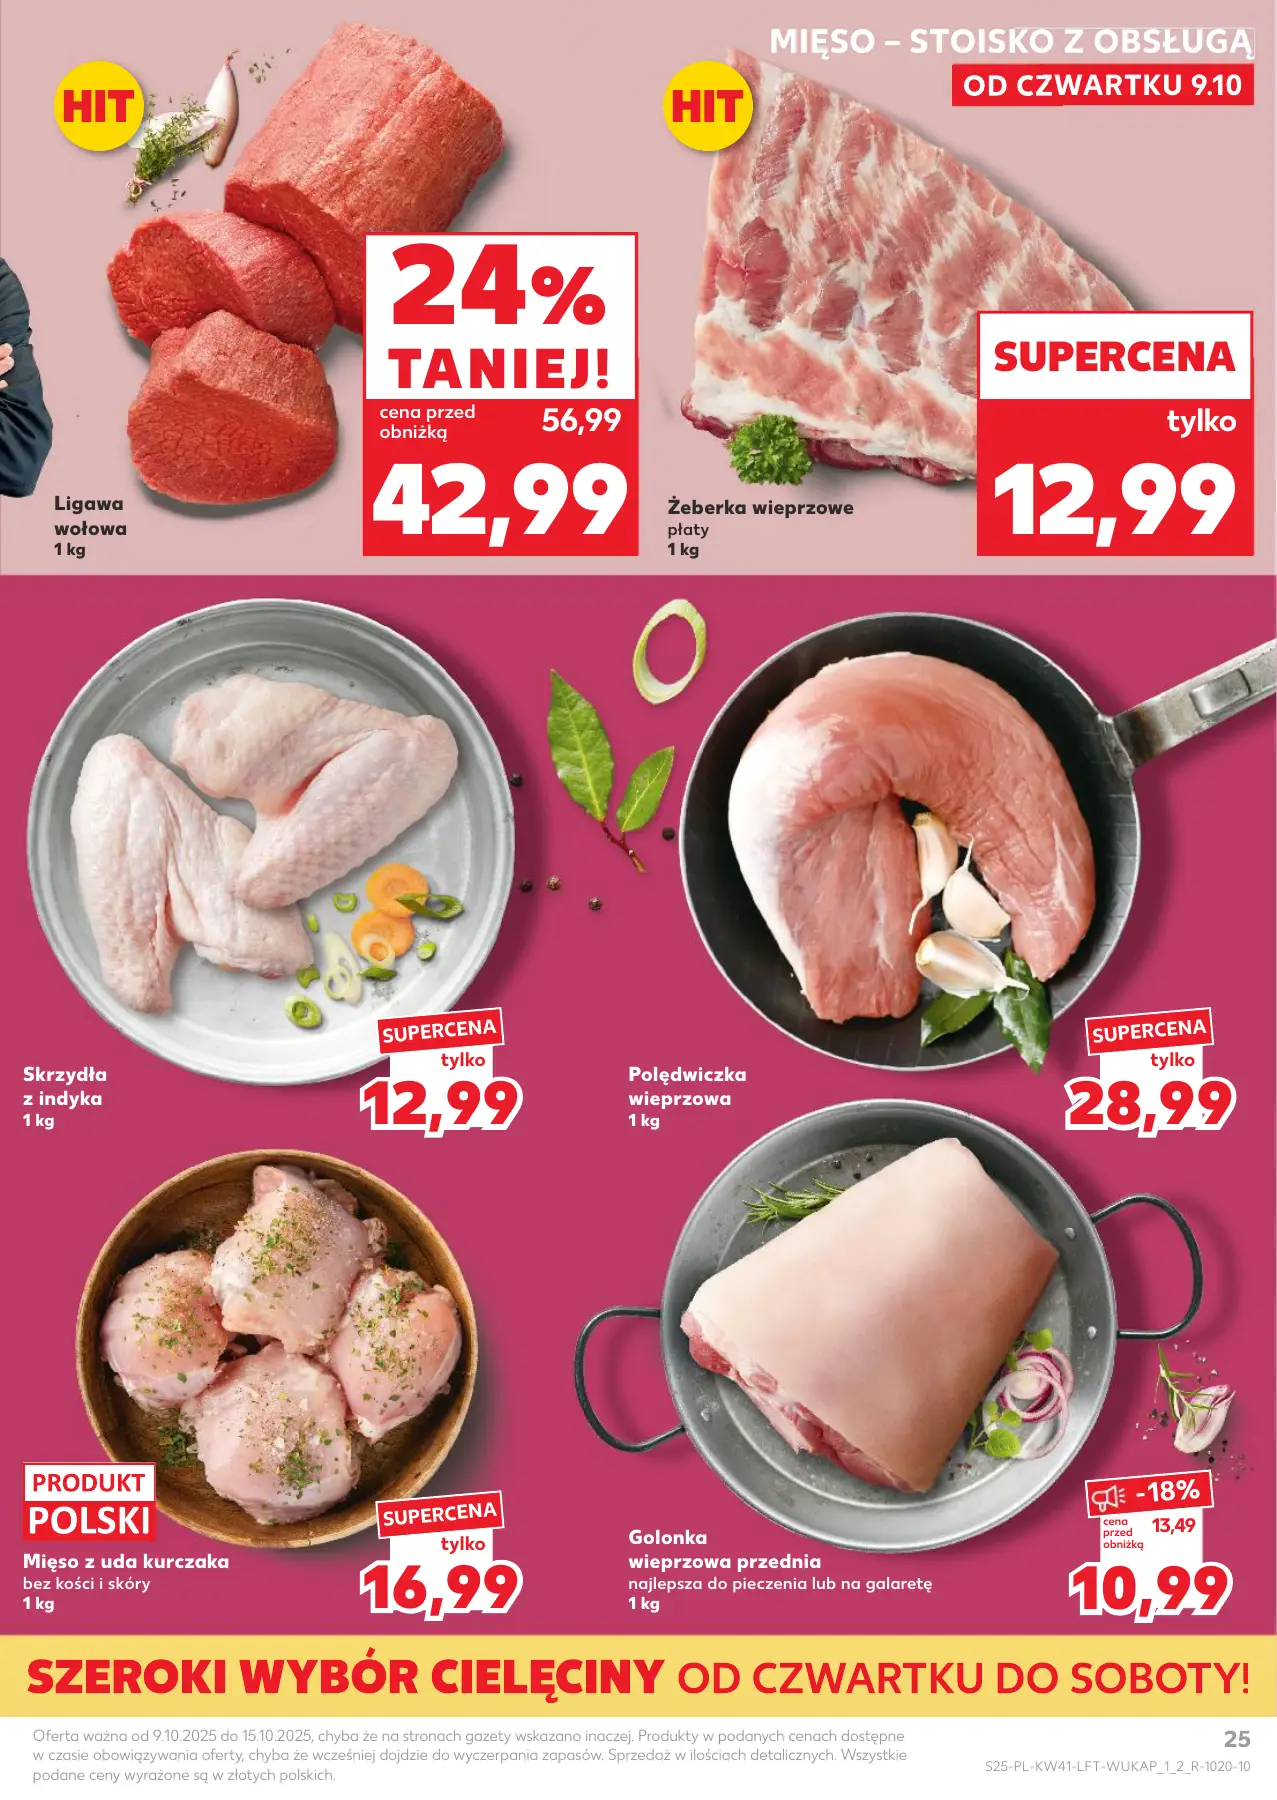 MIĘSO – STOISKO Z OBSŁUGĄ
OD CZWARTKU 9.10
HIT
24%
TANIEJ!
cena przed
obniżką
56,99
42,99
Ligawa
wołowa
1 kg
HIT
SUPERCENA
tylko
12,99
Żeberka wieprzowe
płaty
1 kg
SUPERCENA
tylko
12,99
Skrzydła
z indyka
1 kg
SUPERCENA
tylko
28,99
Polędwiczka
wieprzowa
1 kg
PRODUKT
POLSKI
SUPERCENA
tylko
16,99
Mięso z uda kurczaka
bez kości i skóry
1 kg
-18%
cena
przed
obniżką
13,49
10,99
Golonka
wieprzowa przednia
najlepsza do pieczenia lub na galaretę
1 kg
SZEROKI WYBÓR CIELĘCINY OD CZWARTKU DO SOBOTY!
Oferta ważna od 9.10.2025 do 15.10.2025, chyba że na stronach gazety wskazano inaczej. Produkty w podanych cenach dostępne
w czasie obowiązywania oferty, chyba że wcześniej dojdzie do wyczerpania zapasów. Sprzedaż w ilościach detalicznych. Wszystkie
podane ceny wyrażone są w złotych polskich.
25
S25-PL-KW41-LFT-WUKAP_1_2_R-1020-10